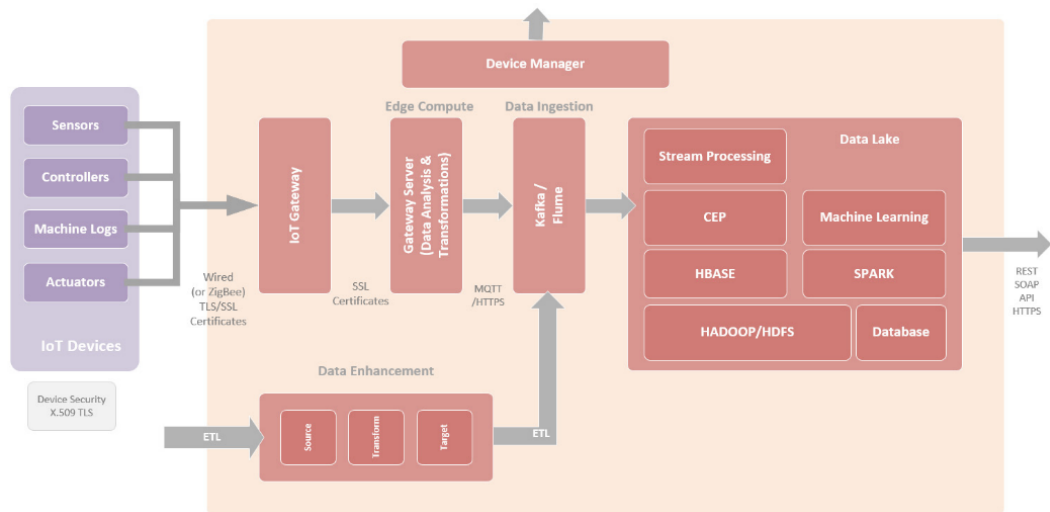 Device Manager
Edge Compute
Data Ingestion
Sensors
Controllers
Machine Logs
Actuators
IoT Devices
Device Security
X.509 TLS
Wired
(or ZigBee)
TLS/SSL
Certificates
IoT Gateway
SSL
Certificates
Gateway Server
(Data Analysis &
Transformations)
MQTT
/HTTPS
Kafka /
Flume
Data Lake
Stream Processing
CEP
Machine Learning
HBASE
SPARK
HADOOP/HDFS
Database
REST
SOAP
API
HTTPS
Data Enhancement
ETL
Source
Transform
Target
ETL